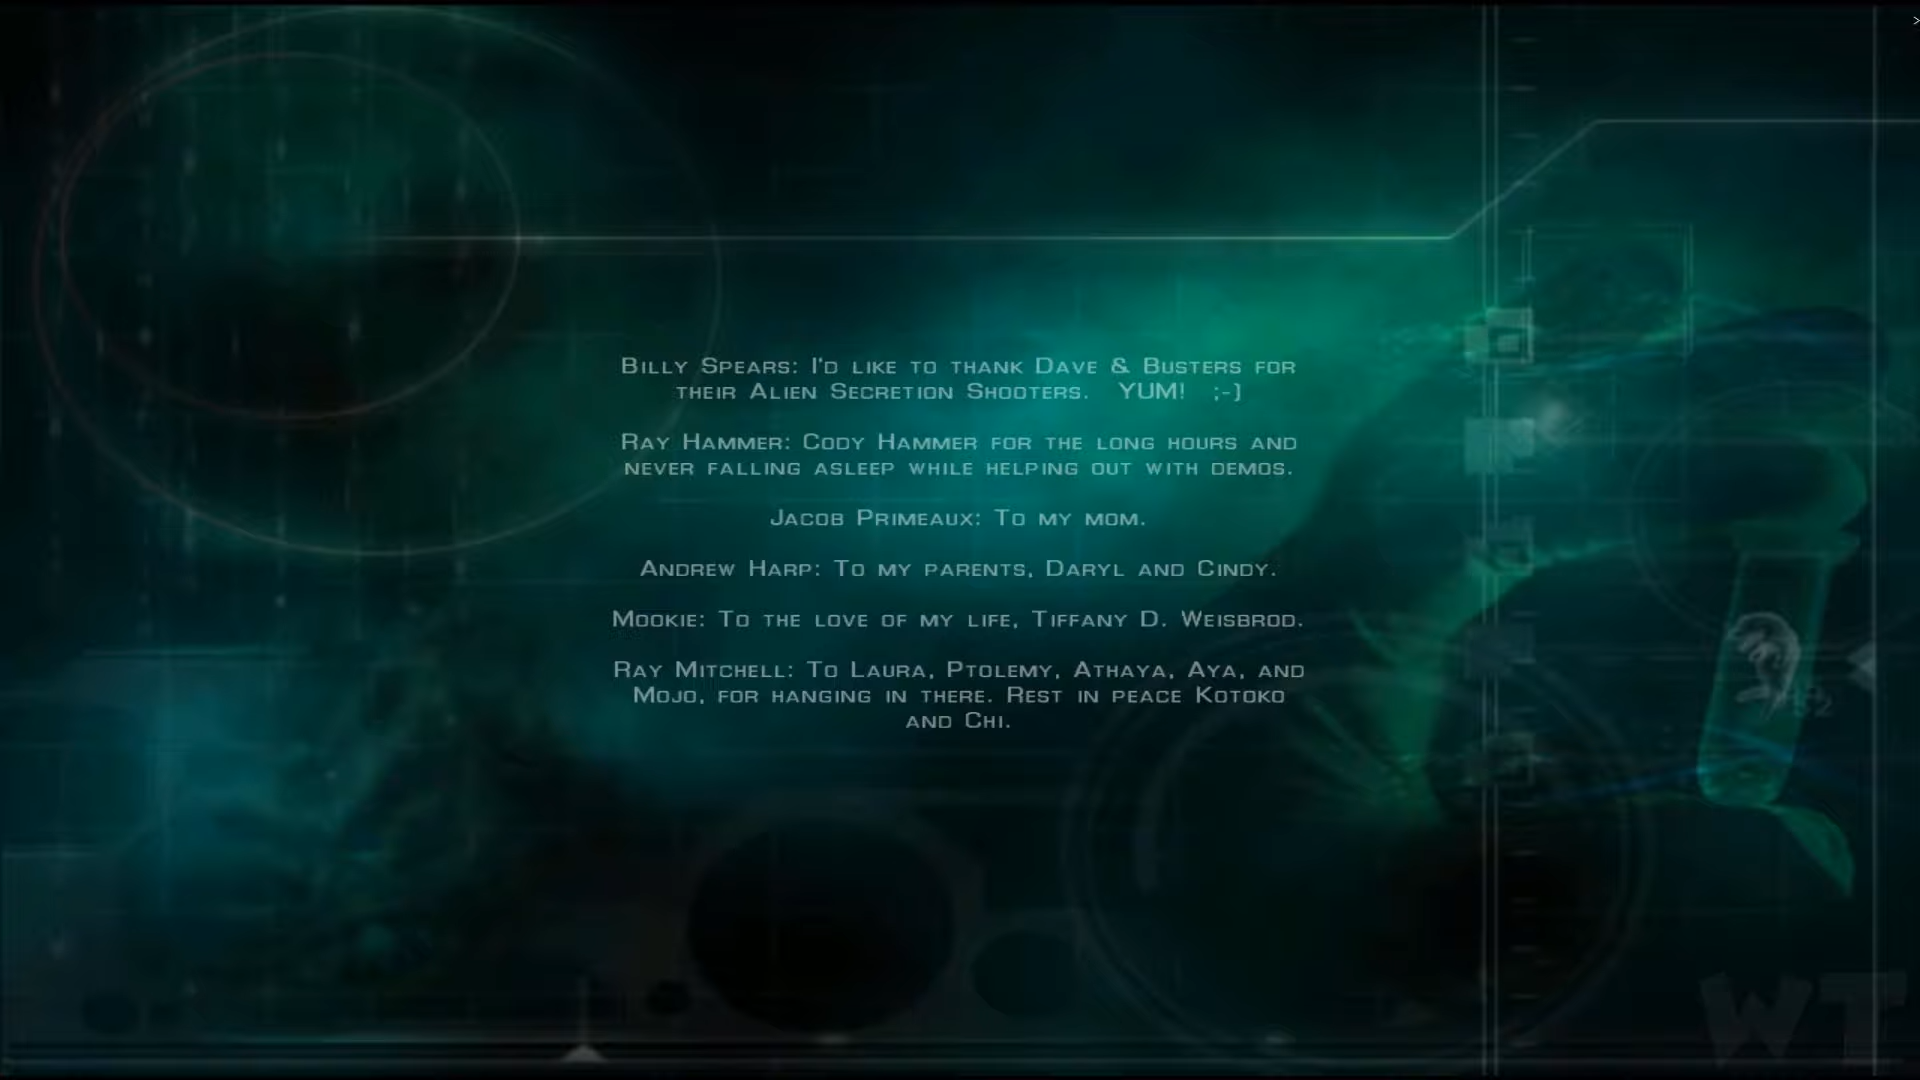 >
Billy Spears: I'd like to thank Dave & Busters for
their Alien Secretion Shooters.  YUM!  ;-)
Ray Hammer: Cody Hammer for the long hours and
never falling asleep while helping out with demos.
Jacob Primeaux: To my mom.
Andrew Harp: To my parents, Daryl and Cindy.
Mookie: To the love of my life, Tiffany D. Weisbrod.
Ray Mitchell: To Laura, Ptolemy, Athaya, Aya, and
Mojo, for hanging in there. Rest in peace Kotoko
and Chi.
WT